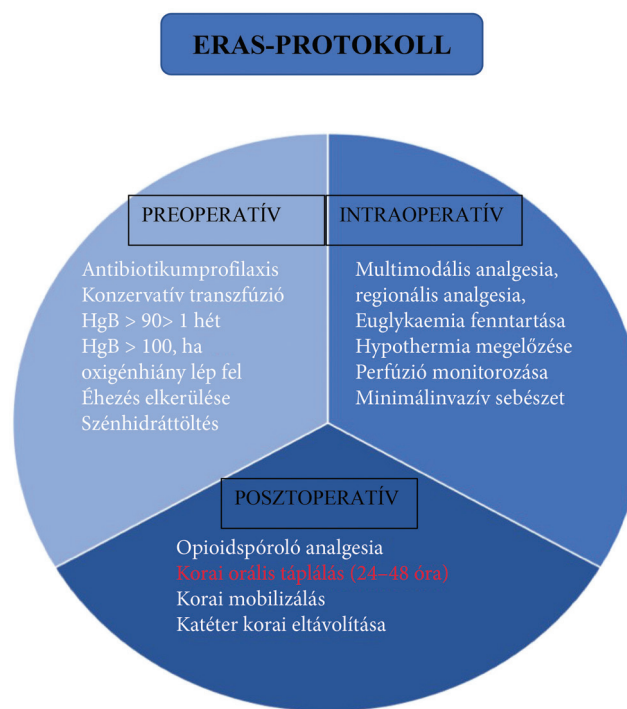 ERAS-PROTOKOLL
PREOPERATÍV
Antibiotikumprofilaxis
Konzervatív transzfúzió
HgB > 90> 1 hét
HgB > 100, ha
oxigénhiány lép fel
Éhezés elkerülése
Szénhidráttöltés
INTRAOPERATÍV
Multimodális analgesia,
regionális analgesia,
Euglykaemia fenntartása
Hypothermia megelőzése
Perfúzió monitorozása
Minimálinvazív sebészet
POSZTOPERATÍV
Opioidspóroló analgesia
Korai orális táplálás (24–48 óra)
Korai mobilizálás
Katéter korai eltávolítása